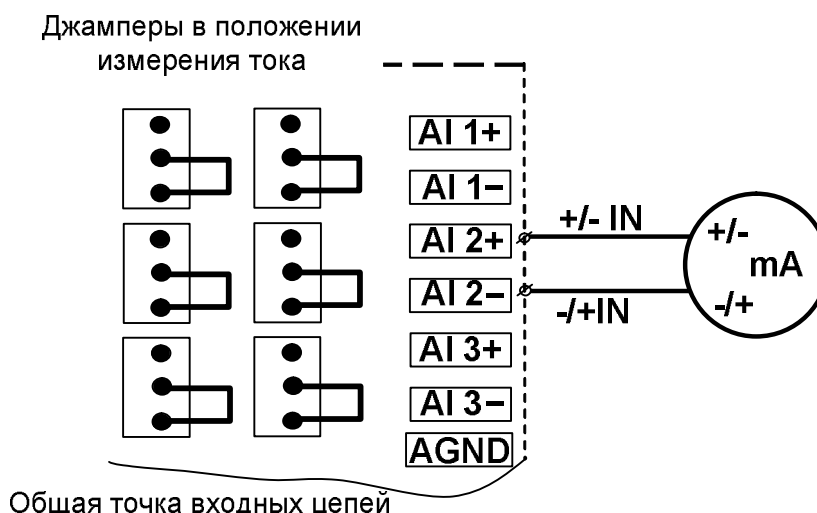 Джамперы в положении
измерения тока
AI 1+
AI 1–
AI 2+
AI 2–
AI 3+
AI 3–
AGND
+/- IN
-/+IN
+/-
mA
-/+
Общая точка входных цепей